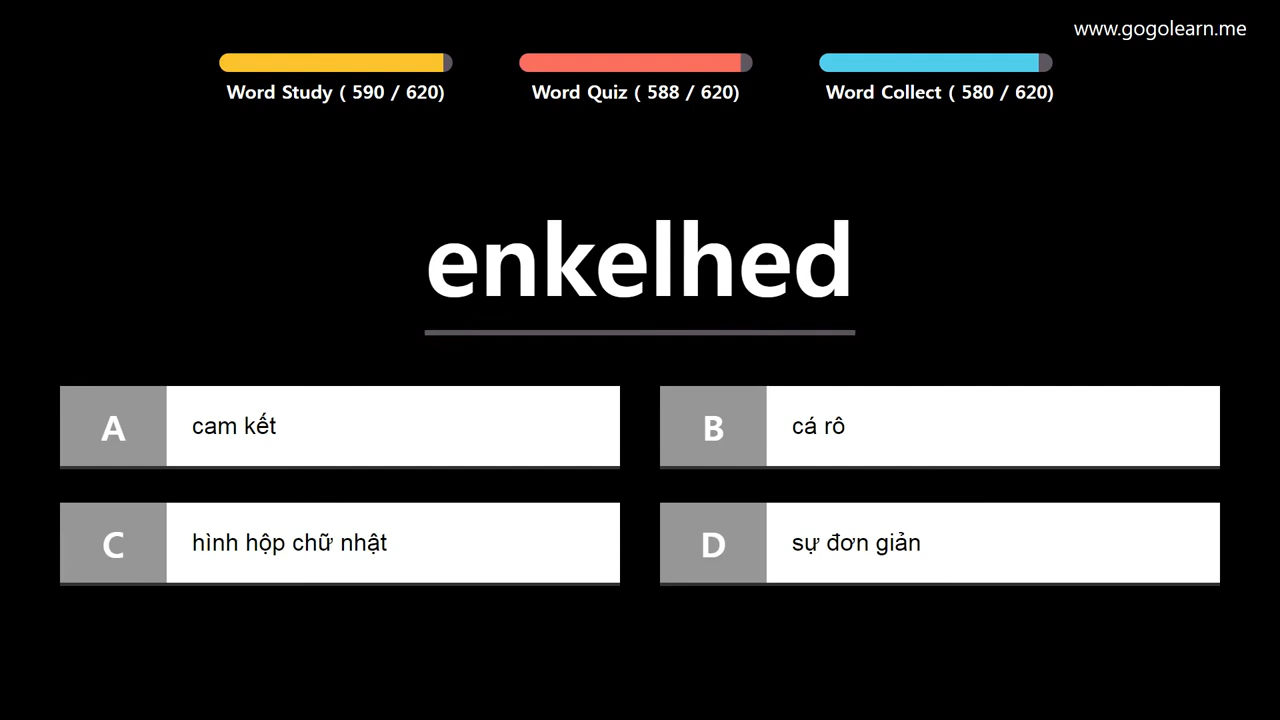 www.gogolearn.me
Word Study ( 590 / 620)
Word Quiz ( 588 / 620)
Word Collect ( 580 / 620)
enkelhed
A
cam kết
B
cá rô
C
hình hộp chữ nhật
D
sự đơn giản